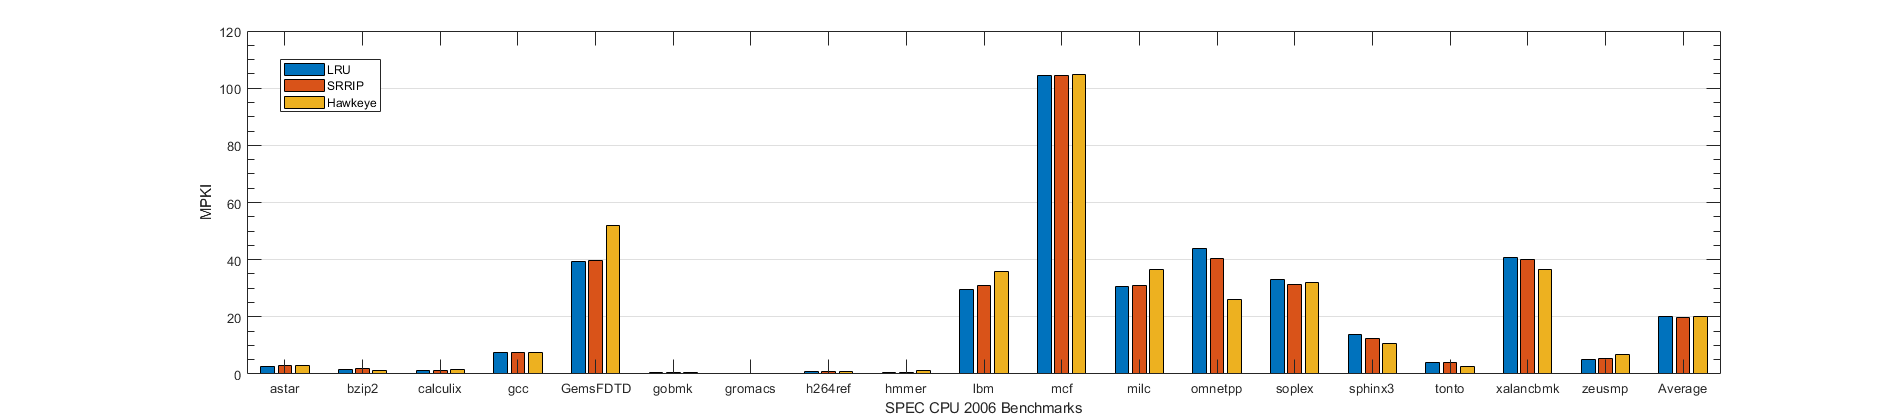 120
100
80
60
40
20
0
MPKI
LRU
SRRIP
Hawkeye
astar bzip2 calculix gcc GemsFDTD gobmk gromacs h264ref hmmer lbm mcf milc omnetpp soplex sphinx3 tonto xalancbmk zeusmp Average
SPEC CPU 2006 Benchmarks